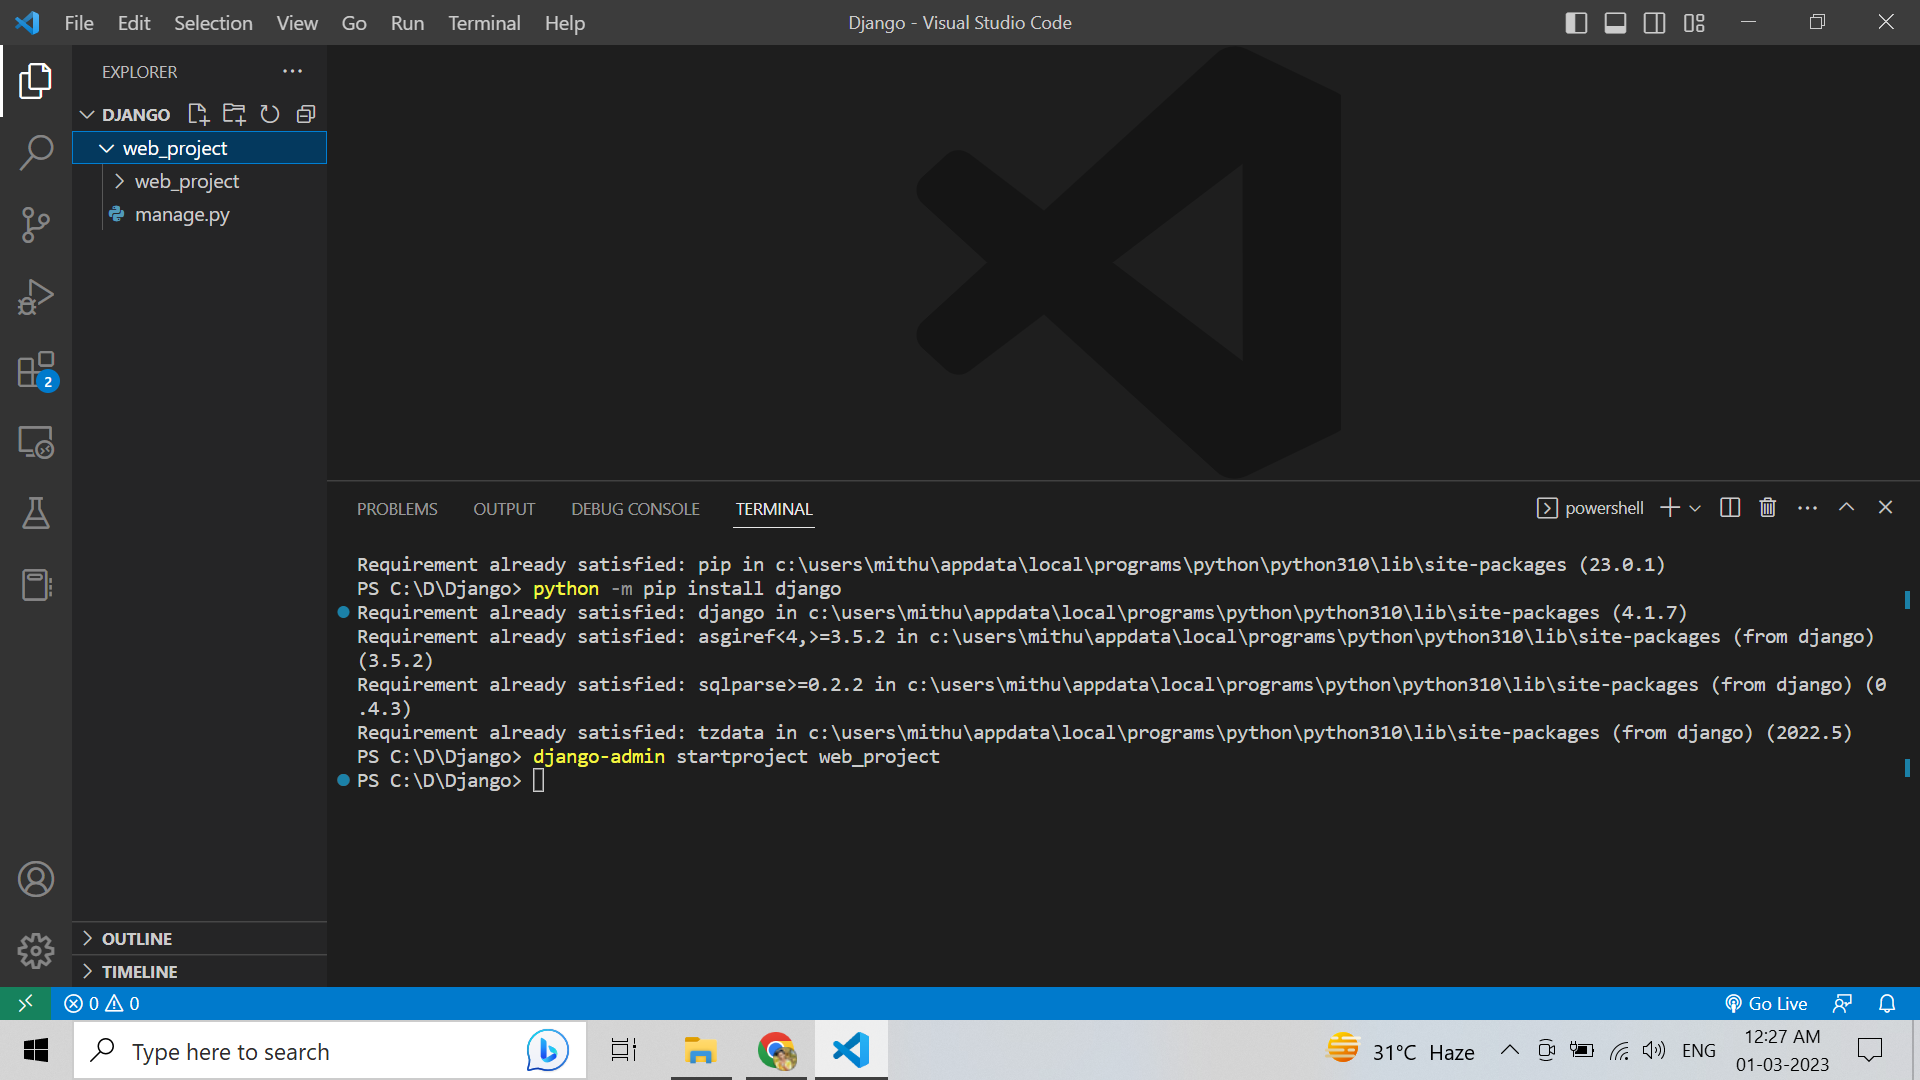 File Edit Selection View Go Run Terminal Help
Django - Visual Studio Code
EXPLORER
DJANGO
web_project
web_project
manage.py
2
PROBLEMS OUTPUT DEBUG CONSOLE TERMINAL
powershell
Requirement already satisfied: pip in c:\users\mithu\appdata\local\programs\python\python310\lib\site-packages (23.0.1)
PS C:\D\Django> python -m pip install django
Requirement already satisfied: django in c:\users\mithu\appdata\local\programs\python\python310\lib\site-packages (4.1.7)
Requirement already satisfied: asgiref<4,>=3.5.2 in c:\users\mithu\appdata\local\programs\python\python310\lib\site-packages (from django)
(3.5.2)
Requirement already satisfied: sqlparse>=0.2.2 in c:\users\mithu\appdata\local\programs\python\python310\lib\site-packages (from django) (0
.4.3)
Requirement already satisfied: tzdata in c:\users\mithu\appdata\local\programs\python\python310\lib\site-packages (from django) (2022.5)
PS C:\D\Django> django-admin startproject web_project
PS C:\D\Django>
OUTLINE
TIMELINE
0 0
Go Live
Type here to search
31°C Haze
ENG
12:27 AM
01-03-2023